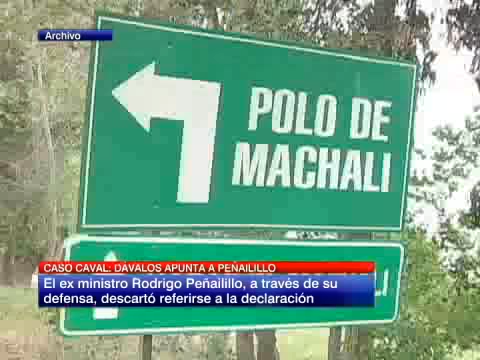 Archivo
POLO DE
MACHALI
CASO CAVAL: DÁVALOS APUNTA A PEÑAILILLO
El ex ministro Rodrigo Peñailillo, a través de su
defensa, descartó referirse a la declaración